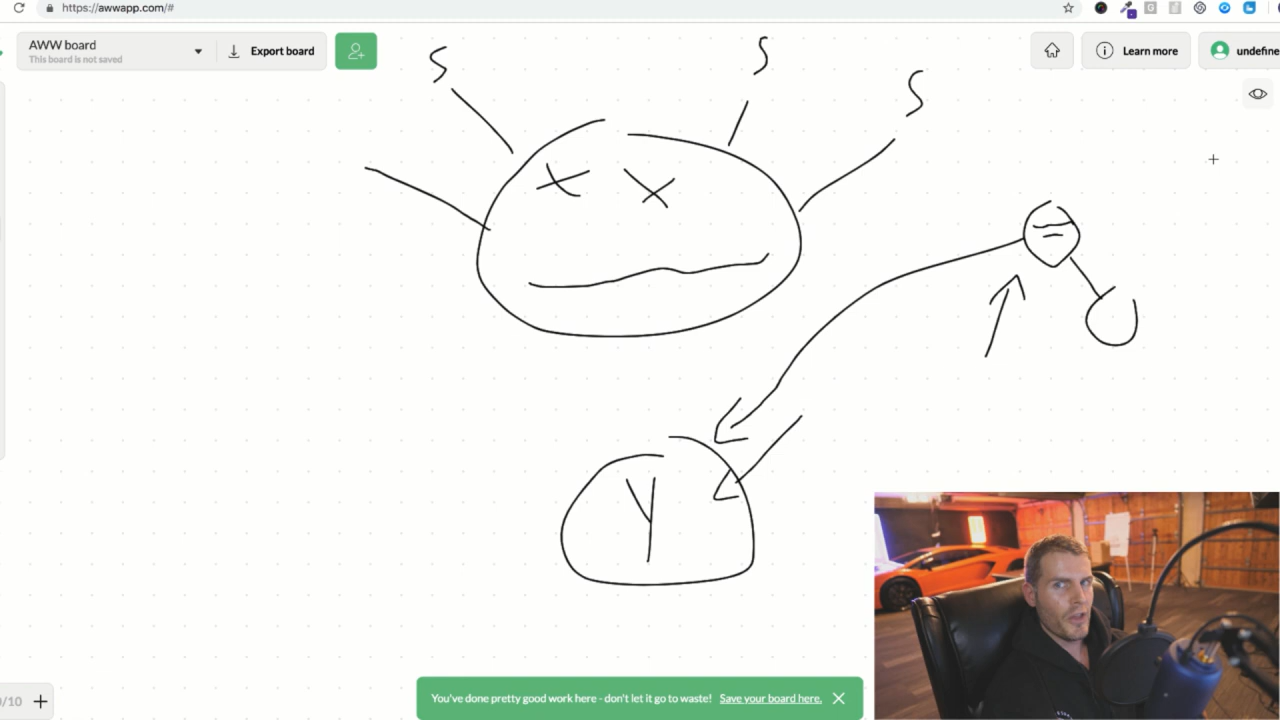 https://awwapp.com/#
AWW board
This board is not saved
Export board
Learn more
undefine
S
S
S
X X
Y
/10
You've done pretty good work here - don't let it go to waste! Save your board here.